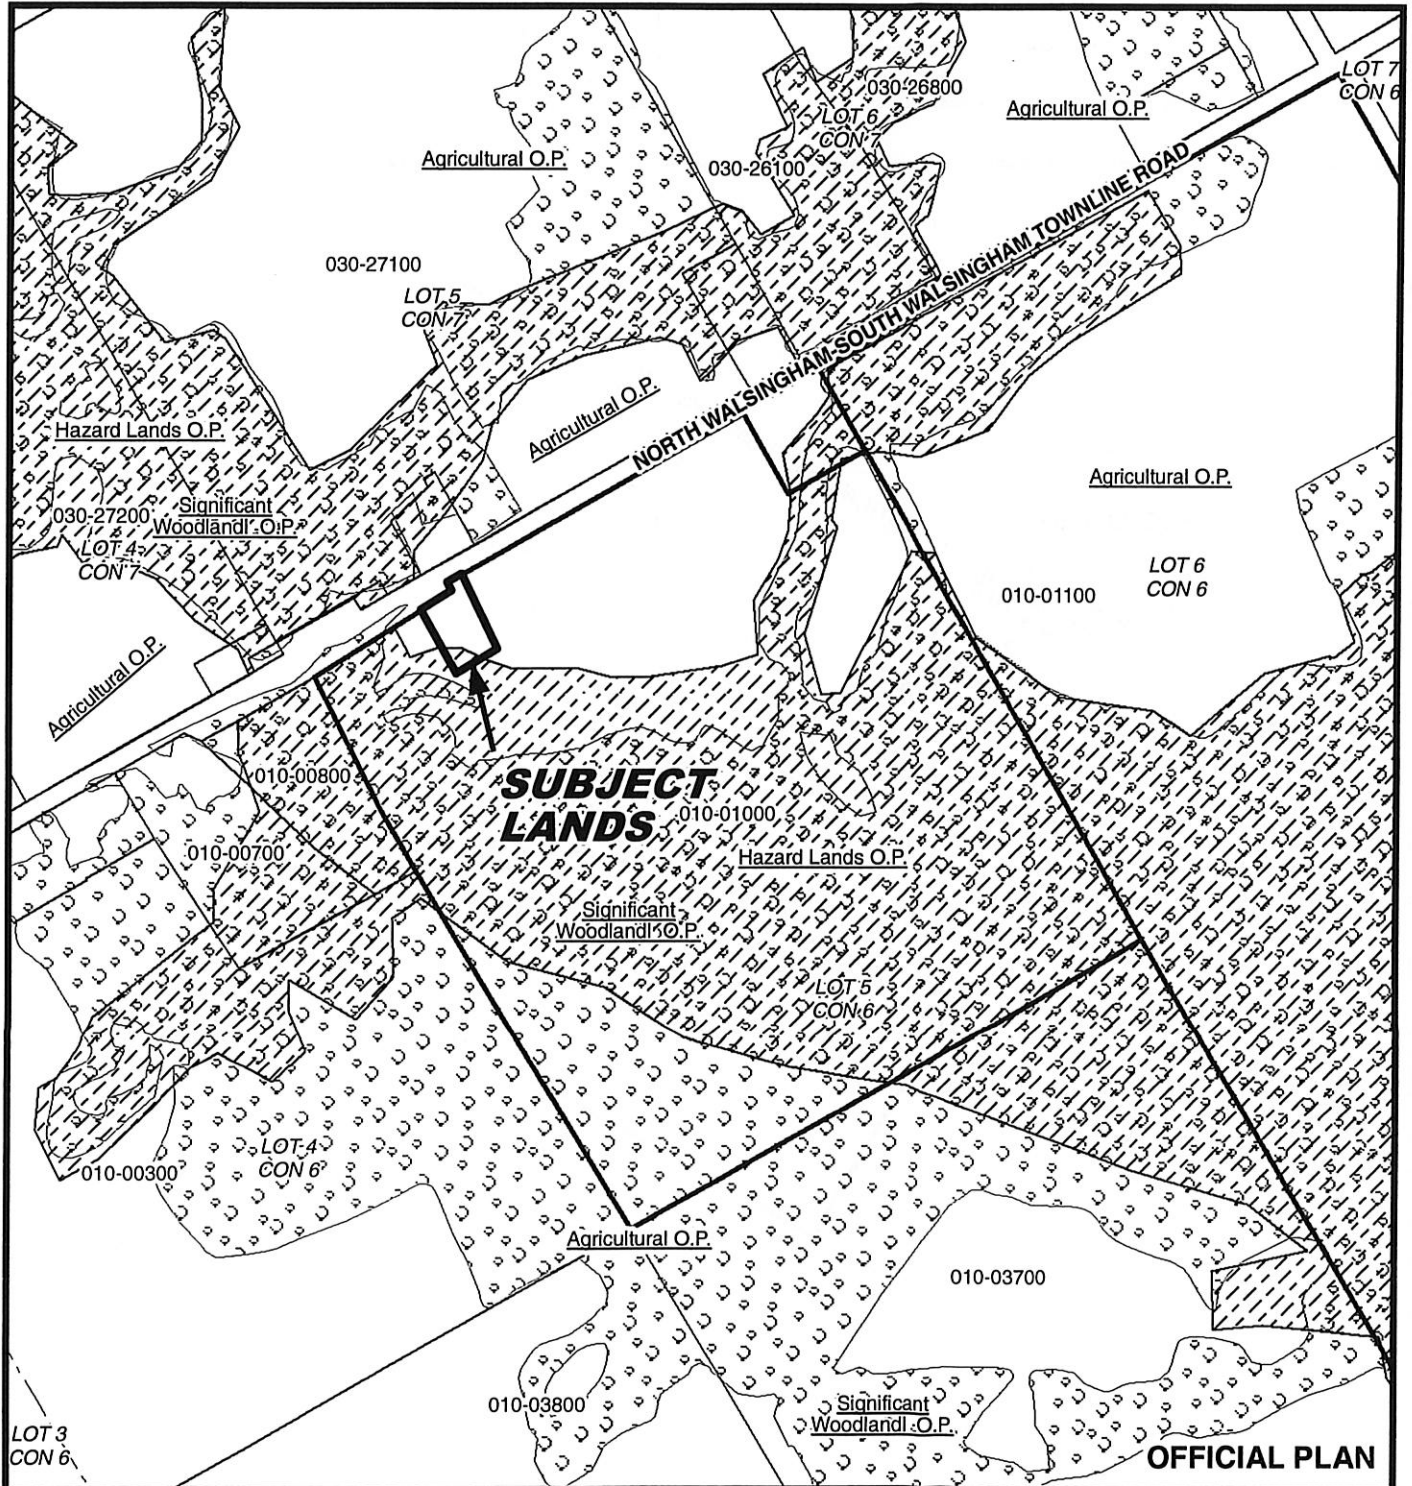 LOT 7
CON 6
030-26800
Agricultural O.P.
LOT 6
CON 7
Agricultural O.P.
030-26100
NORTH WALSINGHAM-SOUTH WALSINGHAM TOWNLINE ROAD
030-27100
LOT 5
CON 7
Agricultural O.P.
Hazard Lands O.P.
Agricultural O.P.
030-27200
Significant
Woodland O.P.
LOT 4
CON 7
LOT 6
CON 6
010-01100
Agricultural O.P.
SUBJECT
LANDS
010-00800
010-01000
010-00700
Hazard Lands O.P.
Significant
Woodland O.P.
LOT 5
CON 6
LOT 4
CON 6
010-00300
Agricultural O.P.
010-03700
010-03800
Significant
Woodland O.P.
LOT 3
CON 6
OFFICIAL PLAN